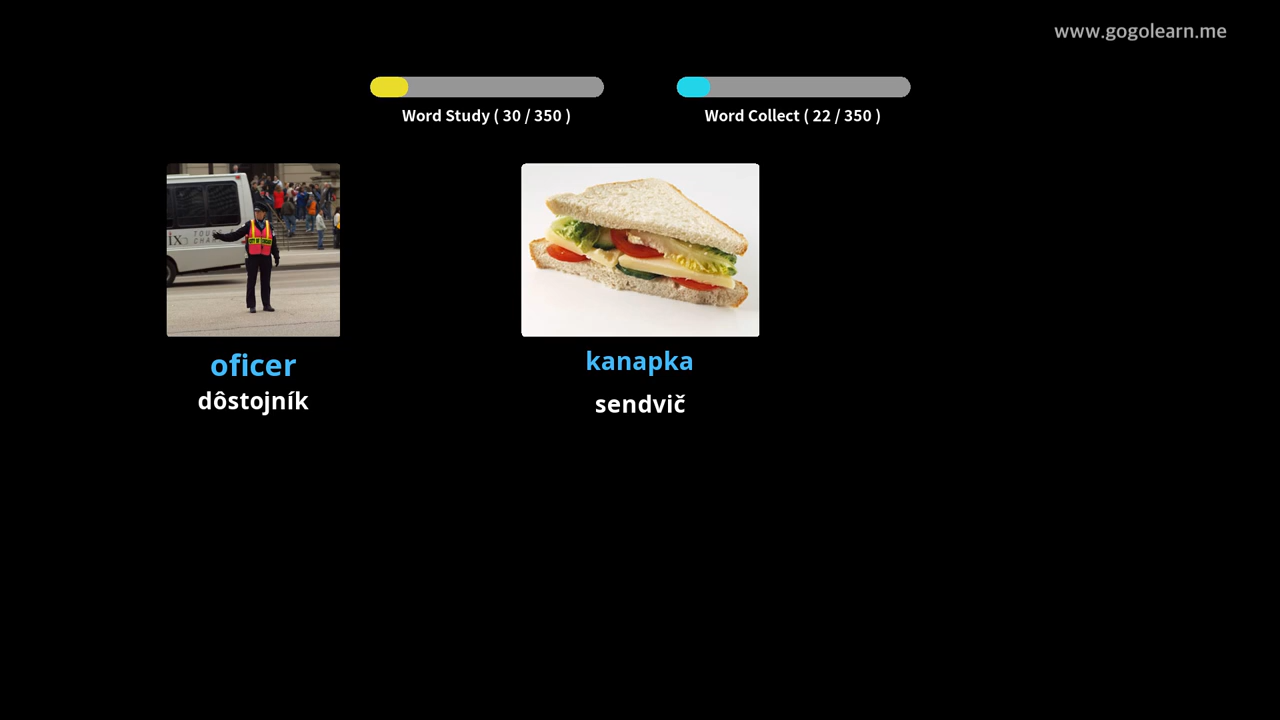 www.gogolearn.me
Word Study ( 30 / 350 )
Word Collect ( 22 / 350 )
oficer
dôstojník
kanapka
sendvič